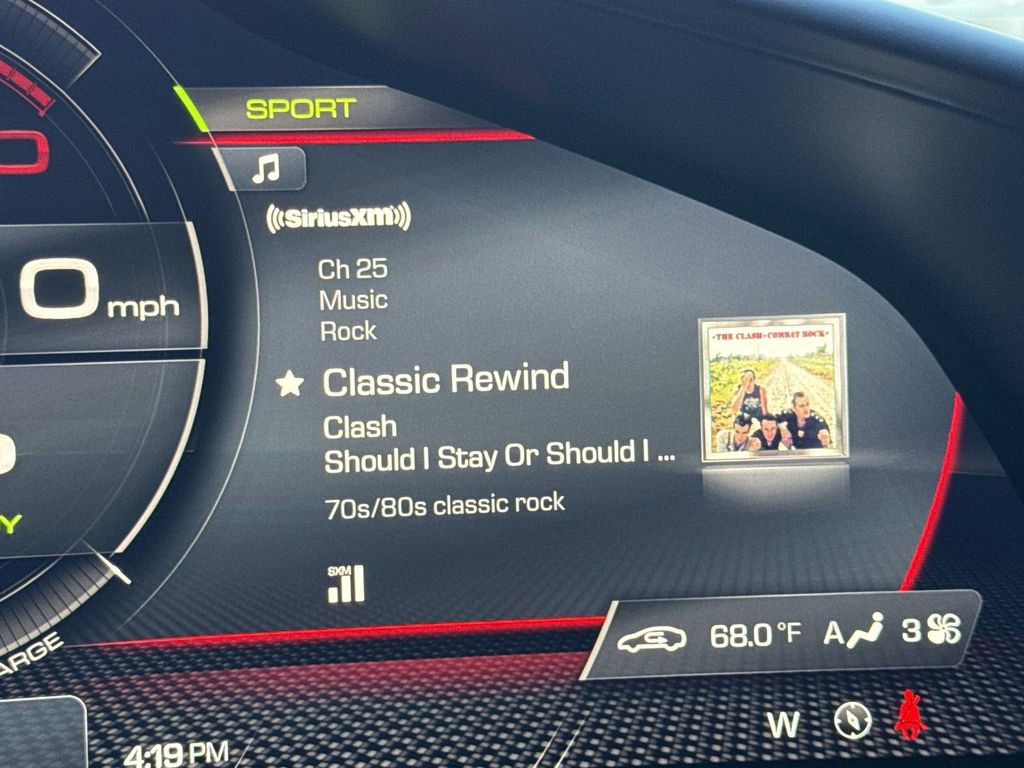 SPORT
SiriusXM
Ch 25
Music
Rock
0 mph
Classic Rewind
Clash
Should I Stay Or Should I ...
70s/80s classic rock
THE CLASH • COMBAT ROCK
SXM
68.0 °F A 3
W
4:19 PM